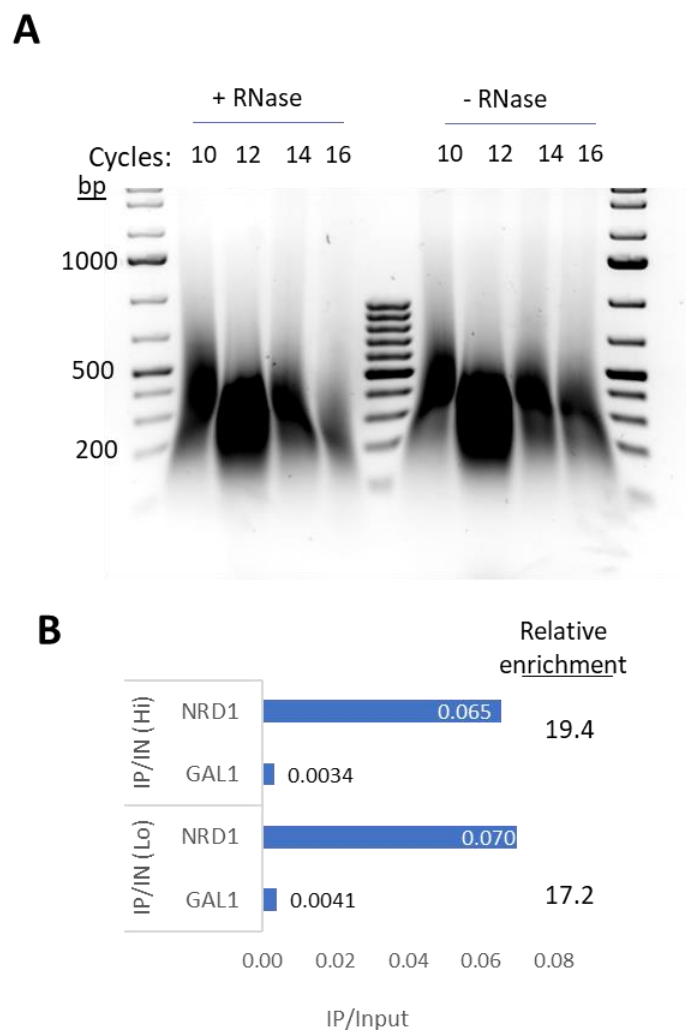 A
+ RNase - RNase
Cycles: 10 12 14 16 10 12 14 16
bp
1000
500
200
B
Relative
enrichment
IP/IN (Hi)
NRD1 0.065
19.4
GAL1 0.0034
IP/IN (Lo)
NRD1 0.070
GAL1 0.0041
17.2
0.00 0.02 0.04 0.06 0.08
IP/Input